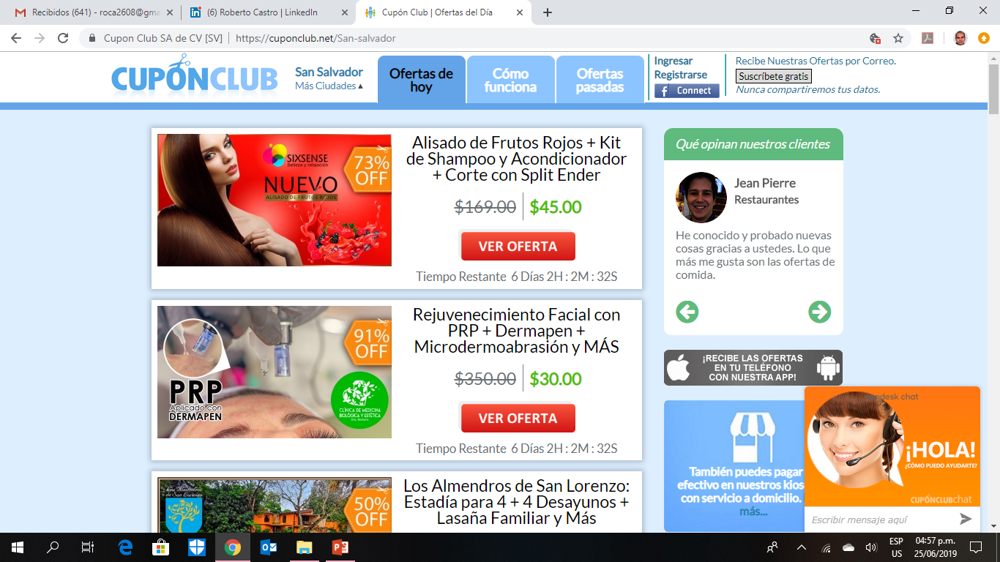 Recibidos (641) - roca2608@gma
(6) Roberto Castro | LinkedIn
Cupón Club | Ofertas del Día
Cupon Club SA de CV [SV]
https://cuponclub.net/San-salvador
CUPÓNCLUB
San Salvador
Más Ciudades
Ofertas de
hoy
Cómo
funciona
Ofertas
pasadas
Ingresar
Registrarse
f Connect
Recibe Nuestras Ofertas por Correo.
Suscríbete gratis
Nunca compartiremos tus datos.
SIXSENSE
Belleza y relajación
NUEVO
ALISADO DE FRUTOS ROJOS
73%
OFF
Alisado de Frutos Rojos + Kit
de Shampoo y Acondicionador
+ Corte con Split Ender
$169.00 $45.00
VER OFERTA
Tiempo Restante 6 Días 2H : 2M : 32S
PRP
Aplicado con
DERMAPEN
91%
OFF
CLÍNICA DE MEDICINA
BIOLÓGICA Y ESTÉTICA
Dra. Romero
Rejuvenecimiento Facial con
PRP + Dermapen +
Microdermoabrasión y MÁS
$350.00 $30.00
VER OFERTA
Tiempo Restante 6 Días 2H : 2M : 32S
Los Almendros
de San Lorenzo
50%
OFF
Los Almendros de San Lorenzo:
Estadía para 4 + 4 Desayunos +
Lasaña Familiar y Más
Qué opinan nuestros clientes
Jean Pierre
Restaurantes
He conocido y probado nuevas
cosas gracias a ustedes. Lo que
más me gusta son las ofertas de
comida.
¡RECIBE LAS OFERTAS
EN TU TELÉFONO
CON NUESTRA APP!
También puedes pagar
efectivo en nuestros kios
con servicio a domicilio.
más...
ndesk chat
¡HOLA!
¿CÓMO PUEDO AYUDARTE?
CUPÓNCLUBchat
Escribir mensaje aquí
ESP
US
04:57 p.m.
25/06/2019